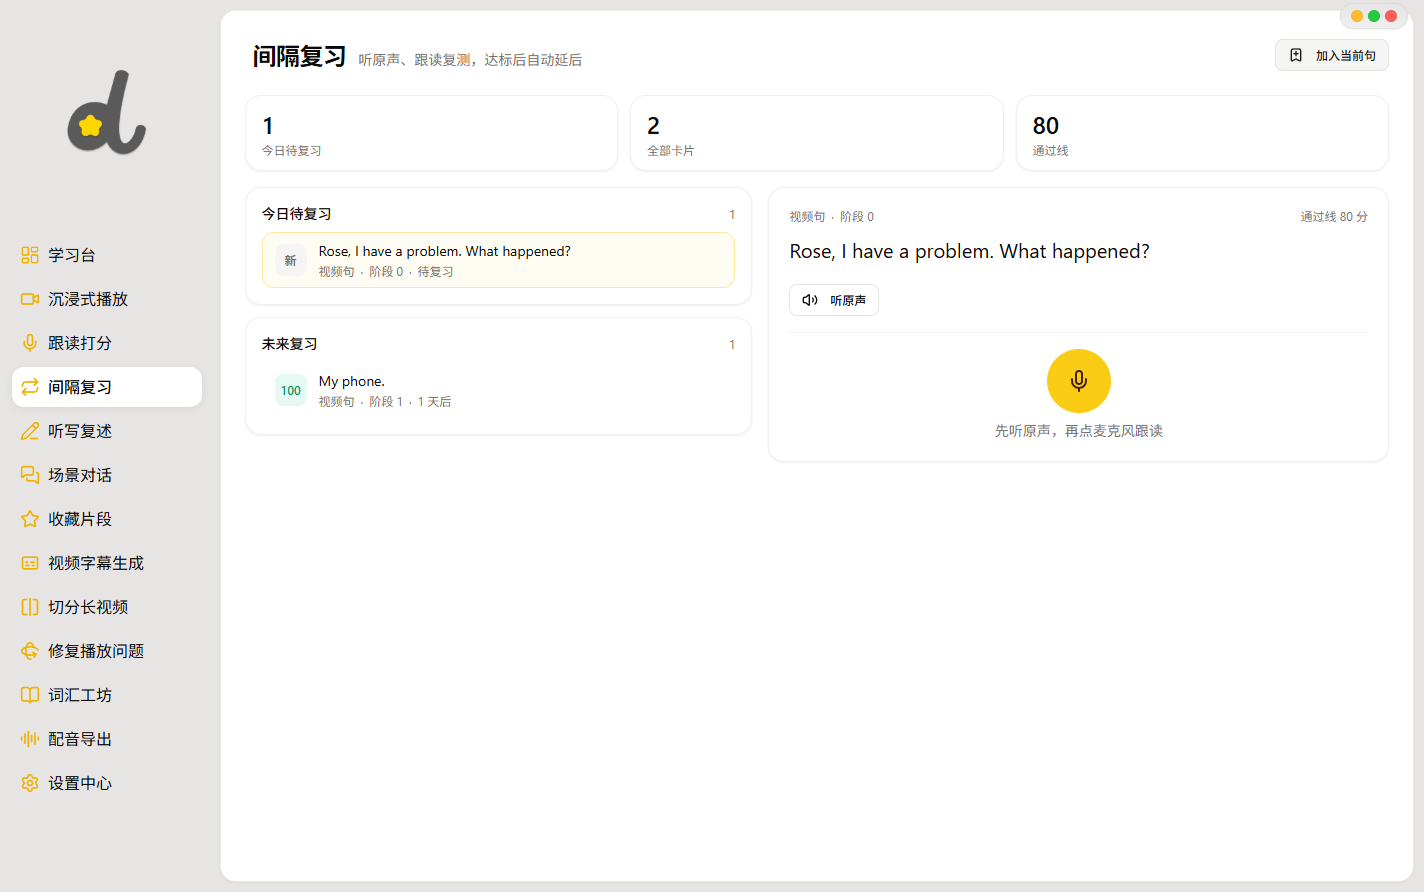 d
学习台
沉浸式播放
跟读打分
间隔复习
听写复述
场景对话
收藏片段
视频字幕生成
切分长视频
修复播放问题
词汇工坊
配音导出
设置中心
间隔复习 听原声、跟读复测，达标后自动延后
加入当前句
1
今日待复习
2
全部卡片
80
通过线
今日待复习 1
新
Rose, I have a problem. What happened?
视频句 · 阶段 0 · 待复习
未来复习 1
100
My phone.
视频句 · 阶段 1 · 1 天后
视频句 · 阶段 0 通过线 80 分
Rose, I have a problem. What happened?
听原声
先听原声，再点麦克风跟读